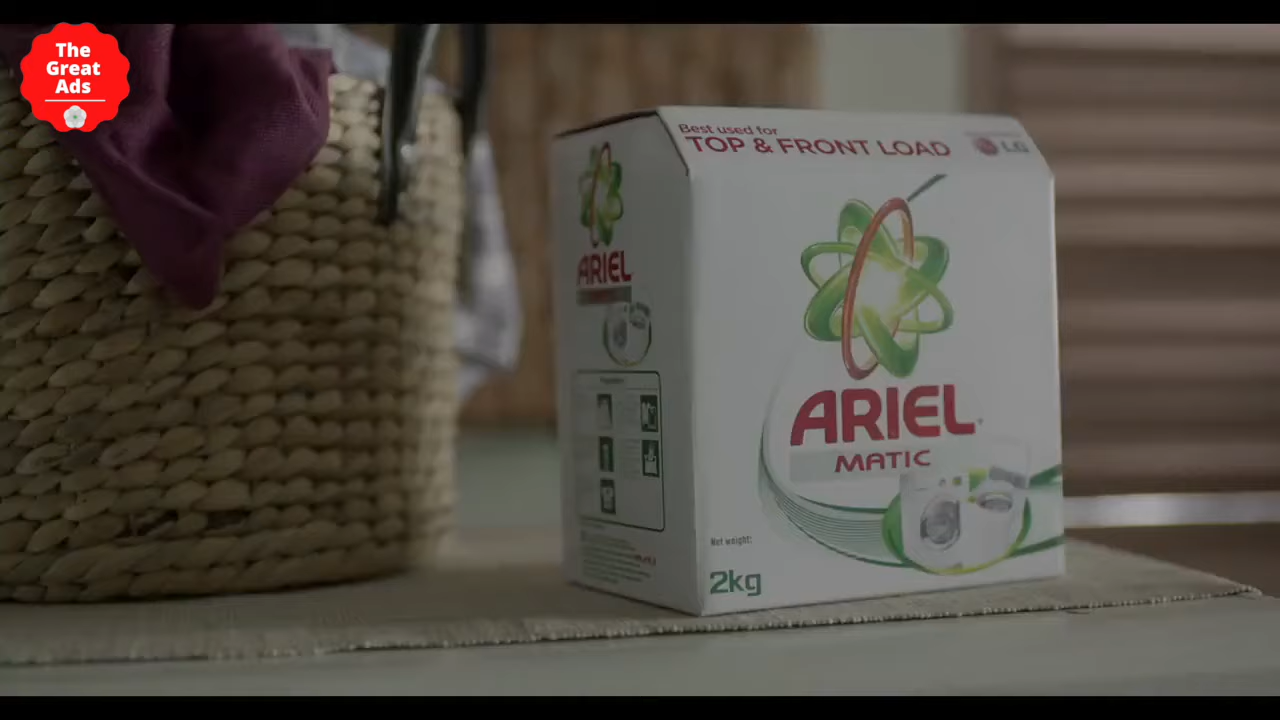 The
Great
Ads
Best used for
TOP & FRONT LOAD
LG
ARIEL
MATIC
Net weight:
2kg
ARIEL